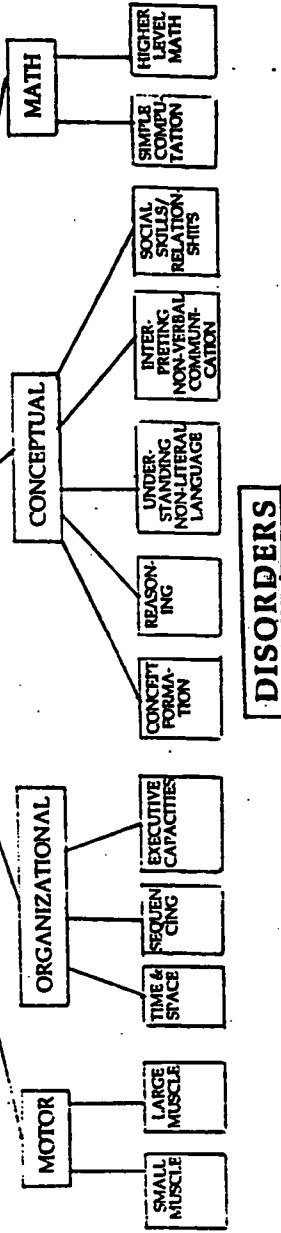 MOTOR
ORGANIZATIONAL
CONCEPTUAL
MATH
SMALL
MUSCLE
LARGE
MUSCLE
TIME &
SPACE
SEQUEN
CING
EXECUTIVE
CAPACITIES
CONCEPT
FORMA-
TION
REASON-
ING
UNDER-
STANDING
NON-LITERAL
LANGUAGE
INTER-
PRETING
NON-VERBAL
COMMUNI-
CATION
SOCIAL
SKILLS/
RELATION-
SHIPS
SIMPLE
COMPU-
TATION
HIGHER
LEVEL
MATH
DISORDERS